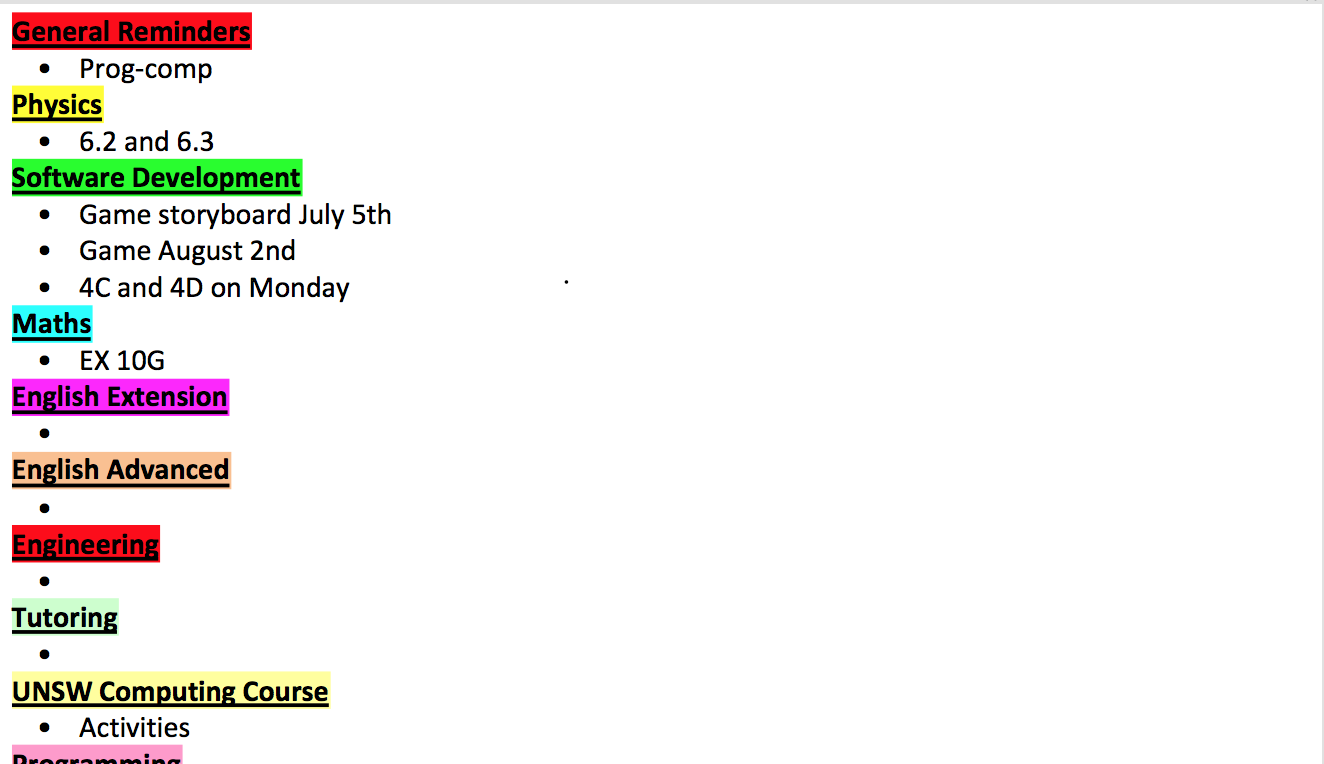 General Reminders
• Prog-comp
Physics
• 6.2 and 6.3
Software Development
• Game storyboard July 5th
• Game August 2nd
• 4C and 4D on Monday
Maths
• EX 10G
English Extension
•
English Advanced
•
Engineering
•
Tutoring
•
UNSW Computing Course
• Activities
Programming